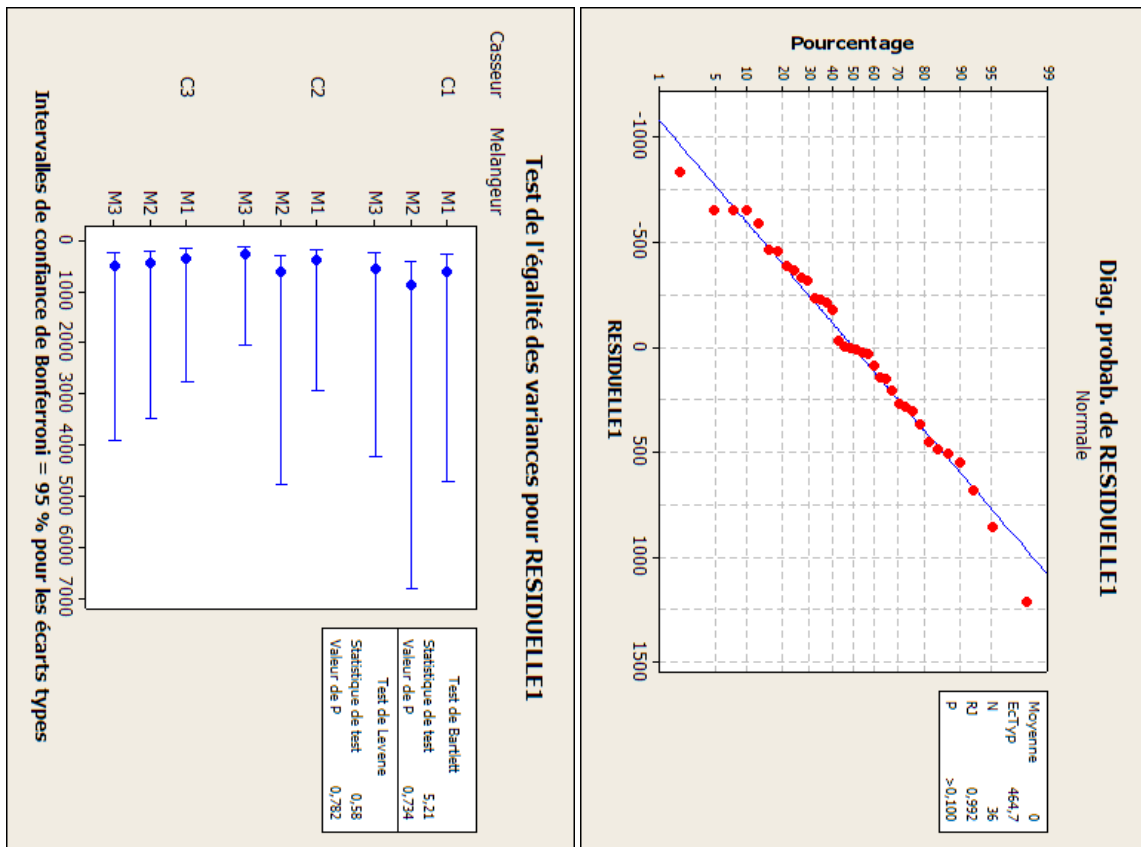 Diag. probab. de RESIDUELLE1
Normale
Pourcentage
99
95
90
80
70
60
50
40
30
20
10
5
1
-1000
-500
0
500
1000
1500
RESIDUELLE1
Moyenne 0
EcTyp 464,7
N 36
RJ 0,992
P >0,100
Test de l'égalité des variances pour RESIDUELLE1
Casseur Melangeur
C1
M1
M2
M3
C2
M1
M2
M3
C3
M1
M2
M3
0 1000 2000 3000 4000 5000 6000 7000
Intervalles de confiance de Bonferroni = 95 % pour les écarts types
Test de Bartlett
Statistique de test 5,21
Valeur de P 0,734
Test de Levene
Statistique de test 0,58
Valeur de P 0,782